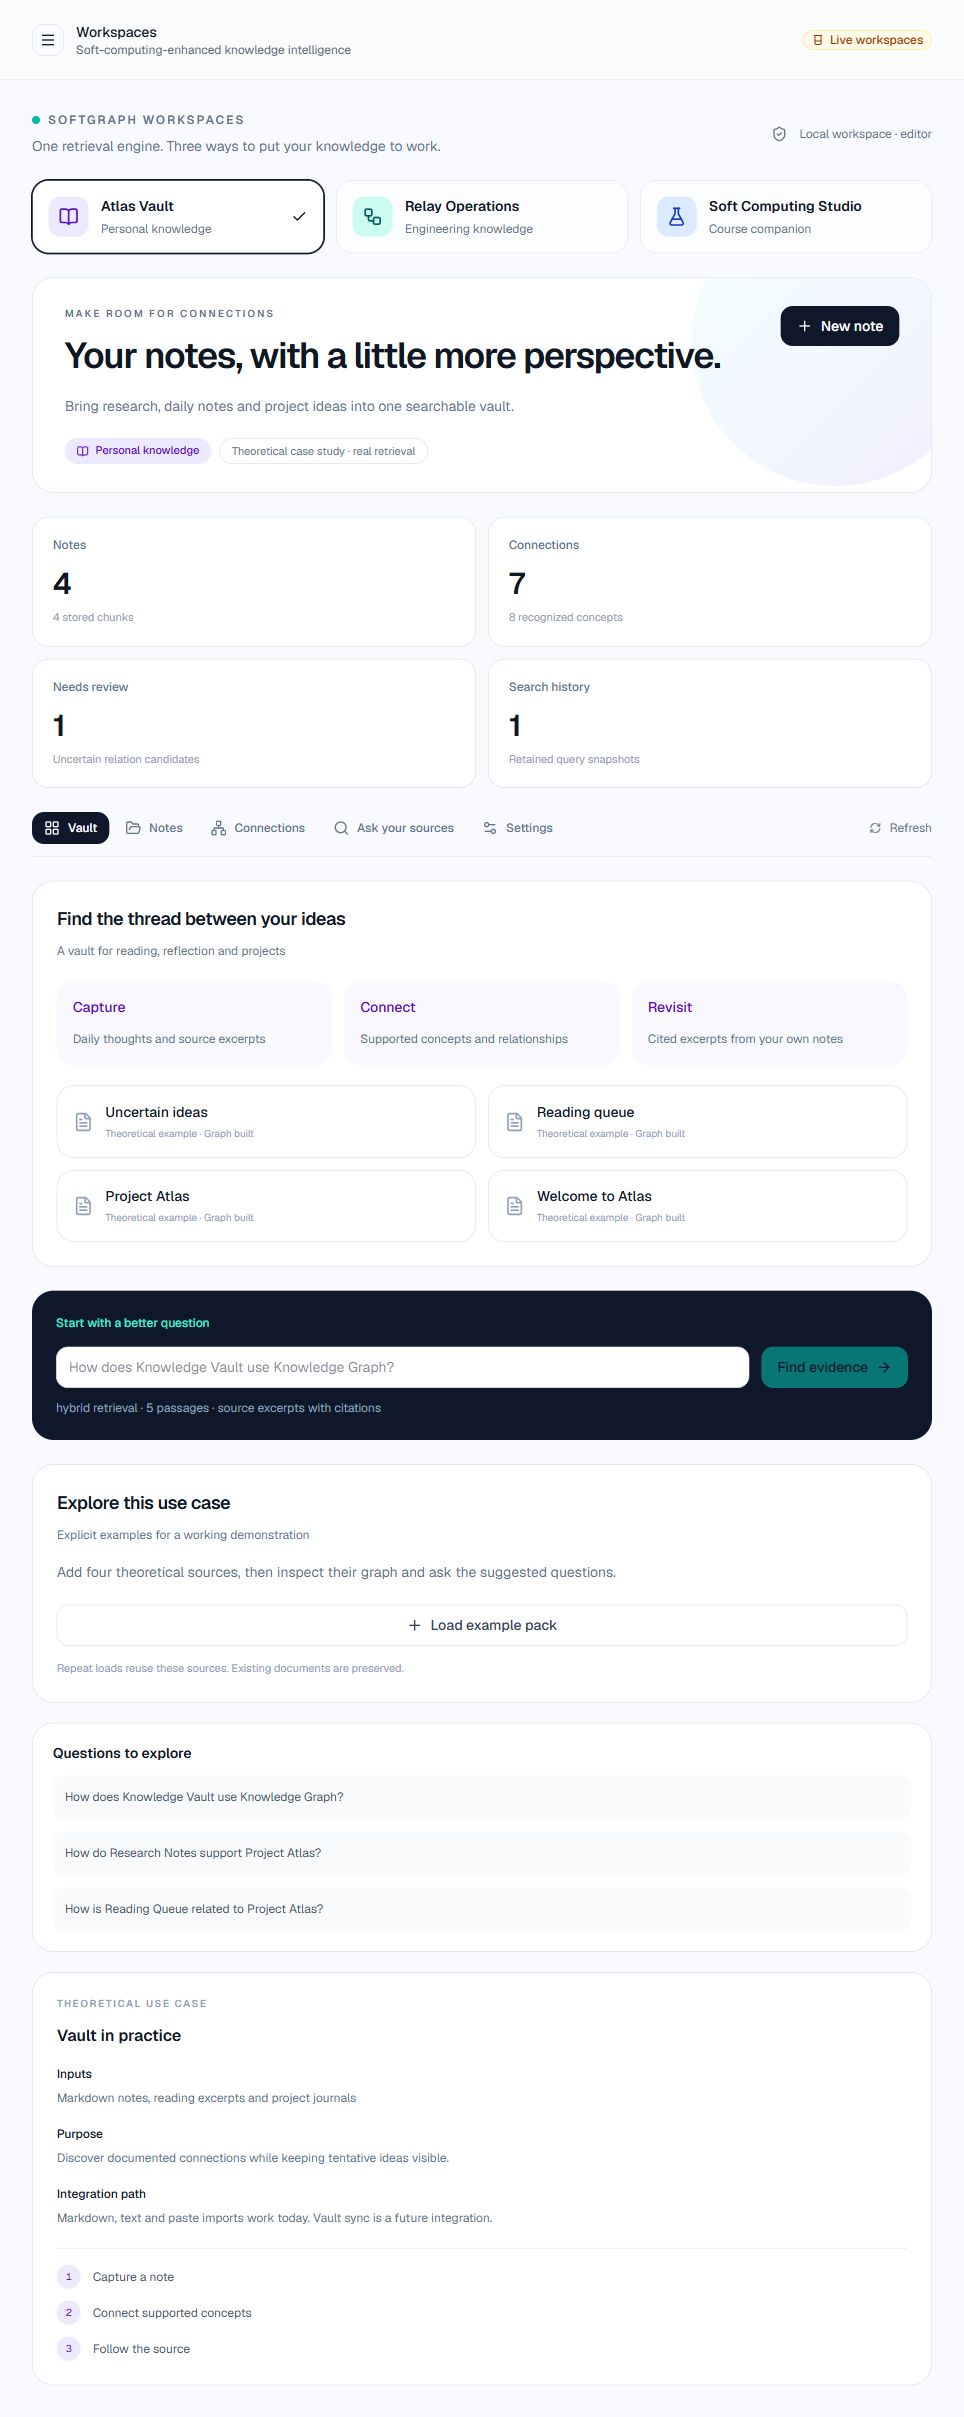 Workspaces
Soft-computing-enhanced knowledge intelligence
Live workspaces
SOFTGRAPH WORKSPACES
One retrieval engine. Three ways to put your knowledge to work.
Local workspace · editor
Atlas Vault
Personal knowledge
Relay Operations
Engineering knowledge
Soft Computing Studio
Course companion
MAKE ROOM FOR CONNECTIONS
New note
Your notes, with a little more perspective.
Bring research, daily notes and project ideas into one searchable vault.
Personal knowledge
Theoretical case study · real retrieval
Notes
4
4 stored chunks
Connections
7
8 recognized concepts
Needs review
1
Uncertain relation candidates
Search history
1
Retained query snapshots
Vault
Notes
Connections
Ask your sources
Settings
Refresh
Find the thread between your ideas
A vault for reading, reflection and projects
Capture
Daily thoughts and source excerpts
Connect
Supported concepts and relationships
Revisit
Cited excerpts from your own notes
Uncertain ideas
Theoretical example · Graph built
Reading queue
Theoretical example · Graph built
Project Atlas
Theoretical example · Graph built
Welcome to Atlas
Theoretical example · Graph built
Start with a better question
How does Knowledge Vault use Knowledge Graph?
Find evidence
hybrid retrieval · 5 passages · source excerpts with citations
Explore this use case
Explicit examples for a working demonstration
Add four theoretical sources, then inspect their graph and ask the suggested questions.
Load example pack
Repeat loads reuse these sources. Existing documents are preserved.
Questions to explore
How does Knowledge Vault use Knowledge Graph?
How do Research Notes support Project Atlas?
How is Reading Queue related to Project Atlas?
THEORETICAL USE CASE
Vault in practice
Inputs
Markdown notes, reading excerpts and project journals
Purpose
Discover documented connections while keeping tentative ideas visible.
Integration path
Markdown, text and paste imports work today. Vault sync is a future integration.
1 Capture a note
2 Connect supported concepts
3 Follow the source